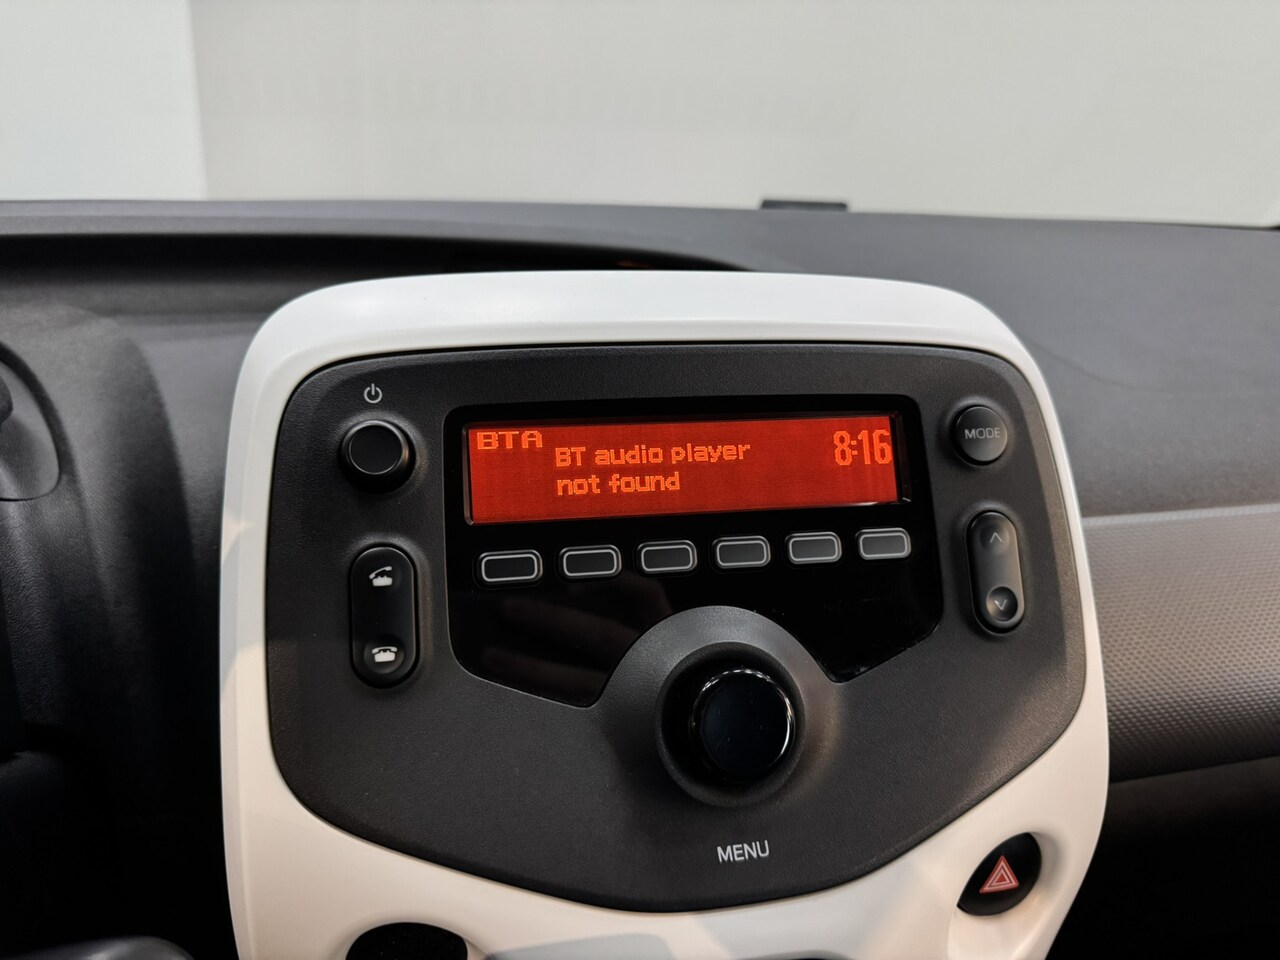 BTA
BT audio player
not found
8:16
MODE
MENU